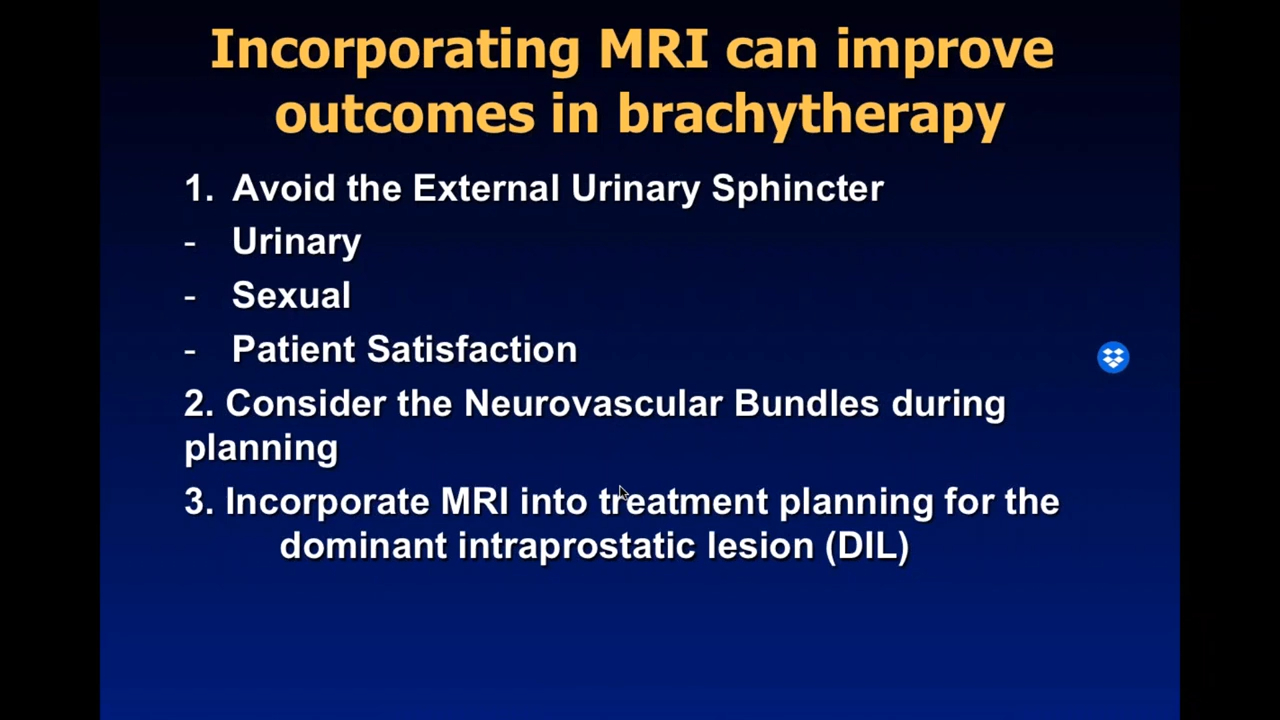 Incorporating MRI can improve
outcomes in brachytherapy
1. Avoid the External Urinary Sphincter
- Urinary
- Sexual
- Patient Satisfaction
2. Consider the Neurovascular Bundles during
planning
3. Incorporate MRI into treatment planning for the
dominant intraprostatic lesion (DIL)